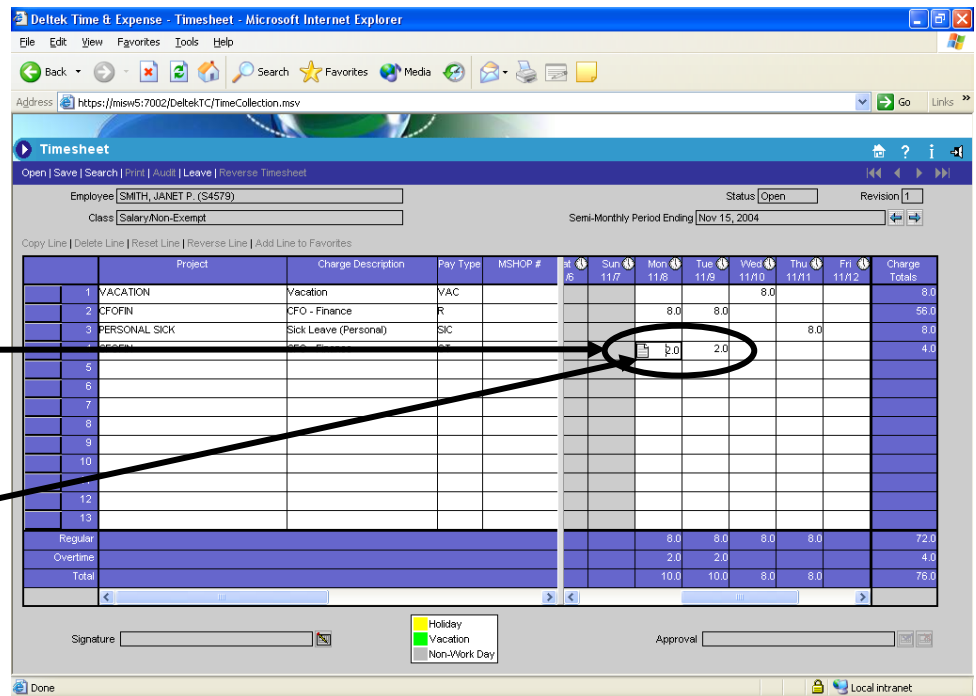 Deltek Time & Expense - Timesheet - Microsoft Internet Explorer
File Edit View Favorites Tools Help
Back Search Favorites Media
Address https://misw5:7002/DeltekTC/TimeCollection.msv Go Links »
Timesheet ? i
Open | Save | Search | Print | Audit | Leave | Reverse Timesheet
Employee SMITH, JANET P. (S4579) Status Open Revision 1
Class Salary/Non-Exempt Semi-Monthly Period Ending Nov 15, 2004
Copy Line | Delete Line | Reset Line | Reverse Line | Add Line to Favorites
Project Charge Description Pay Type MSHOP # at /6 Sun 11/7 Mon 11/8 Tue 11/9 Wed 11/10 Thu 11/11 Fri 11/12 Charge Totals
1 VACATION Vacation VAC 8.0 8.0
2 CFOFIN CFO - Finance R 8.0 8.0 56.0
3 PERSONAL SICK Sick Leave (Personal) SIC 8.0 8.0
2.0 2.0 4.0
5
6
7
8
9
10
12
13
Regular 8.0 8.0 8.0 8.0 72.0
Overtime 2.0 2.0 4.0
Total 10.0 10.0 8.0 8.0 76.0
Signature Holiday Approval
Vacation
Non-Work Day
Done Local intranet